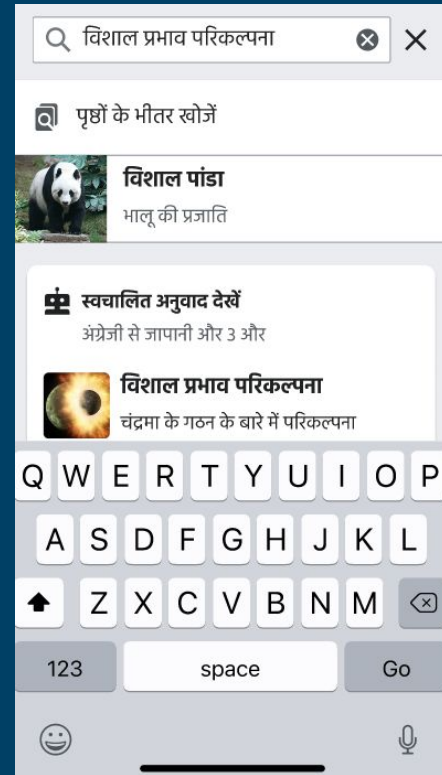 विशाल प्रभाव परिकल्पना
पृष्ठों के भीतर खोजें
विशाल पांडा
भालू की प्रजाति
स्वचालित अनुवाद देखें
अंग्रेजी से जापानी और 3 और
विशाल प्रभाव परिकल्पना
चंद्रमा के गठन के बारे में परिकल्पना
Q W E R T Y U I O P
A S D F G H J K L
Z X C V B N M
123 space Go